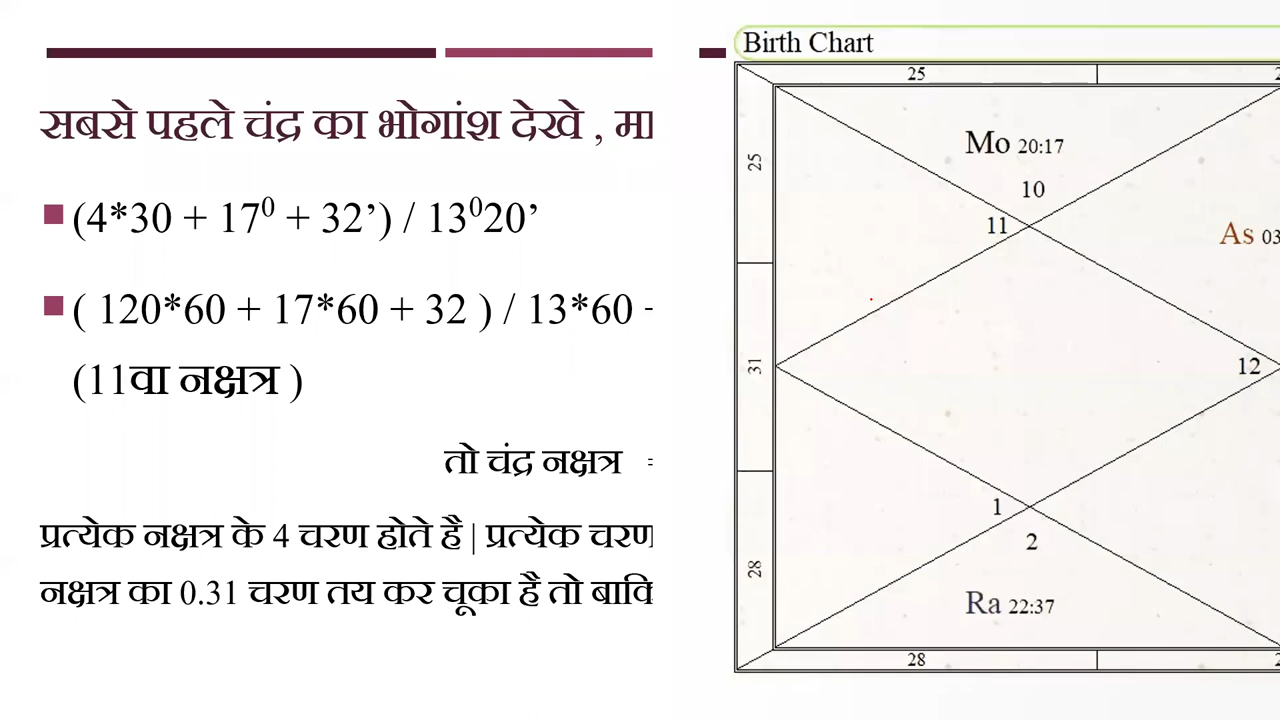 सबसे पहले चंद्र का भोगांश देखे ,
(4*30 + 17⁰ + 32’) / 13⁰20’
( 120*60 + 17*60 + 32 ) / 13*60
(11वा नक्षत्र )
तो चंद्र नक्षत्र =
प्रत्येक नक्षत्र के 4 चरण होते है | प्रत्येक चरण
नक्षत्र का 0.31 चरण तय कर चूका है तो
Birth Chart
25
25
Mo 20:17
10
11
As 03
31
12
1
2
28
Ra 22:37
28